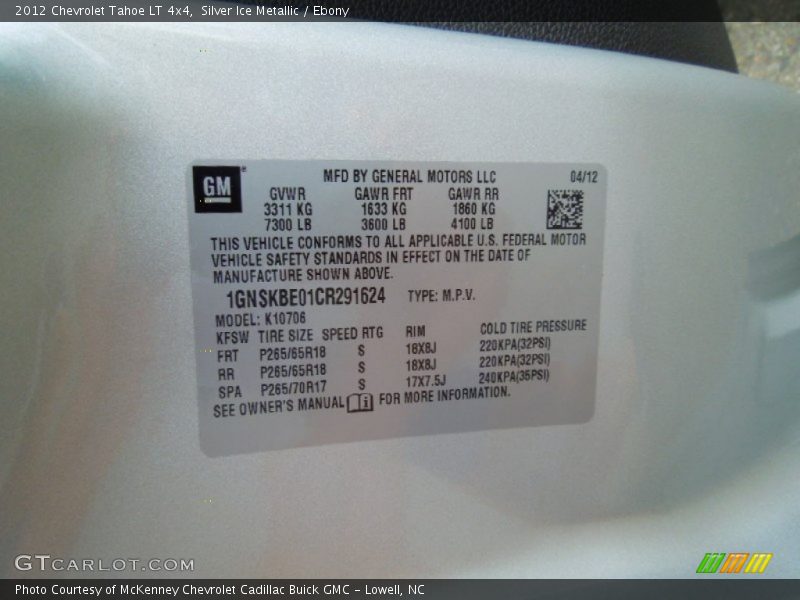 2012 Chevrolet Tahoe LT 4x4, Silver Ice Metallic / Ebony
GM ®
MFD BY GENERAL MOTORS LLC 04/12
GVWR GAWR FRT GAWR RR
3311 KG 1633 KG 1860 KG
7300 LB 3600 LB 4100 LB
THIS VEHICLE CONFORMS TO ALL APPLICABLE U.S. FEDERAL MOTOR
VEHICLE SAFETY STANDARDS IN EFFECT ON THE DATE OF
MANUFACTURE SHOWN ABOVE.
1GNSKBE01CR291624 TYPE: M.P.V.
MODEL: K10706
KFSW TIRE SIZE SPEED RTG RIM COLD TIRE PRESSURE
FRT P265/65R18 S 18X8J 220KPA(32PSI)
RR P265/65R18 S 18X8J 220KPA(32PSI)
SPA P265/70R17 S 17X7.5J 240KPA(35PSI)
SEE OWNER'S MANUAL i FOR MORE INFORMATION.
GTCARLOT.COM
Photo Courtesy of McKenney Chevrolet Cadillac Buick GMC – Lowell, NC